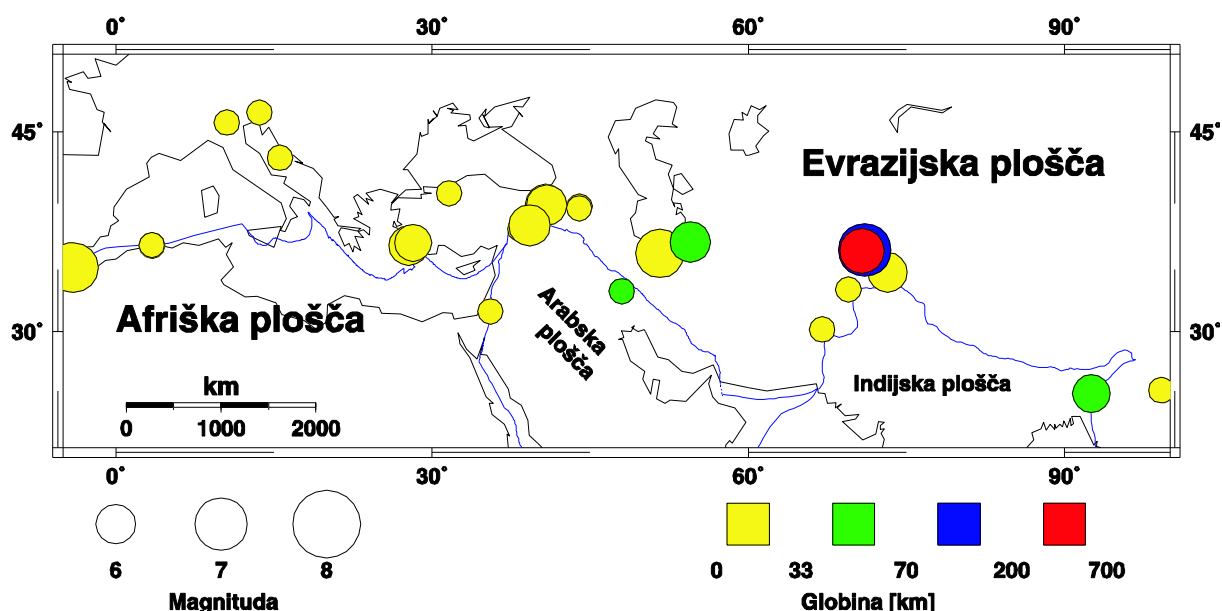 0° 30° 60° 90°
45° 45°
Evrazijska plošča
30° 30°
Afriška plošča
Arabska
plošča
Indijska plošča
km
0 1000 2000
0° 30° 60° 90°
6 7 8
Magnituda
0 33 70 200 700
Globina [km]